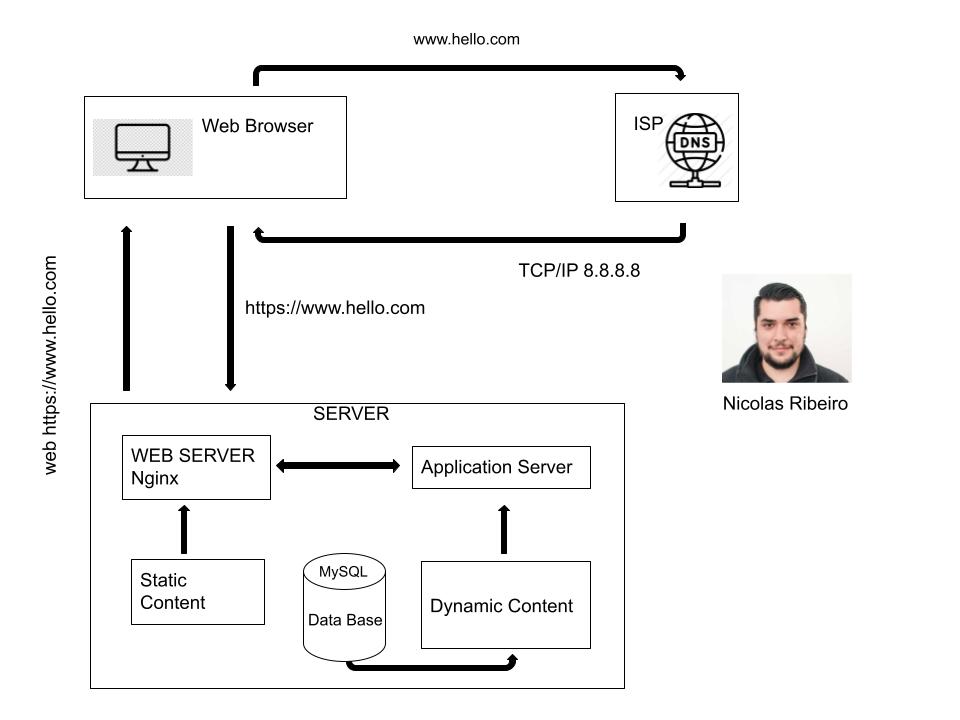 www.hello.com
Web Browser
ISP
DNS
TCP/IP 8.8.8.8
https://www.hello.com
web https://www.hello.com
Nicolas Ribeiro
SERVER
WEB SERVER
Nginx
Application Server
Static
Content
MySQL
Data Base
Dynamic Content